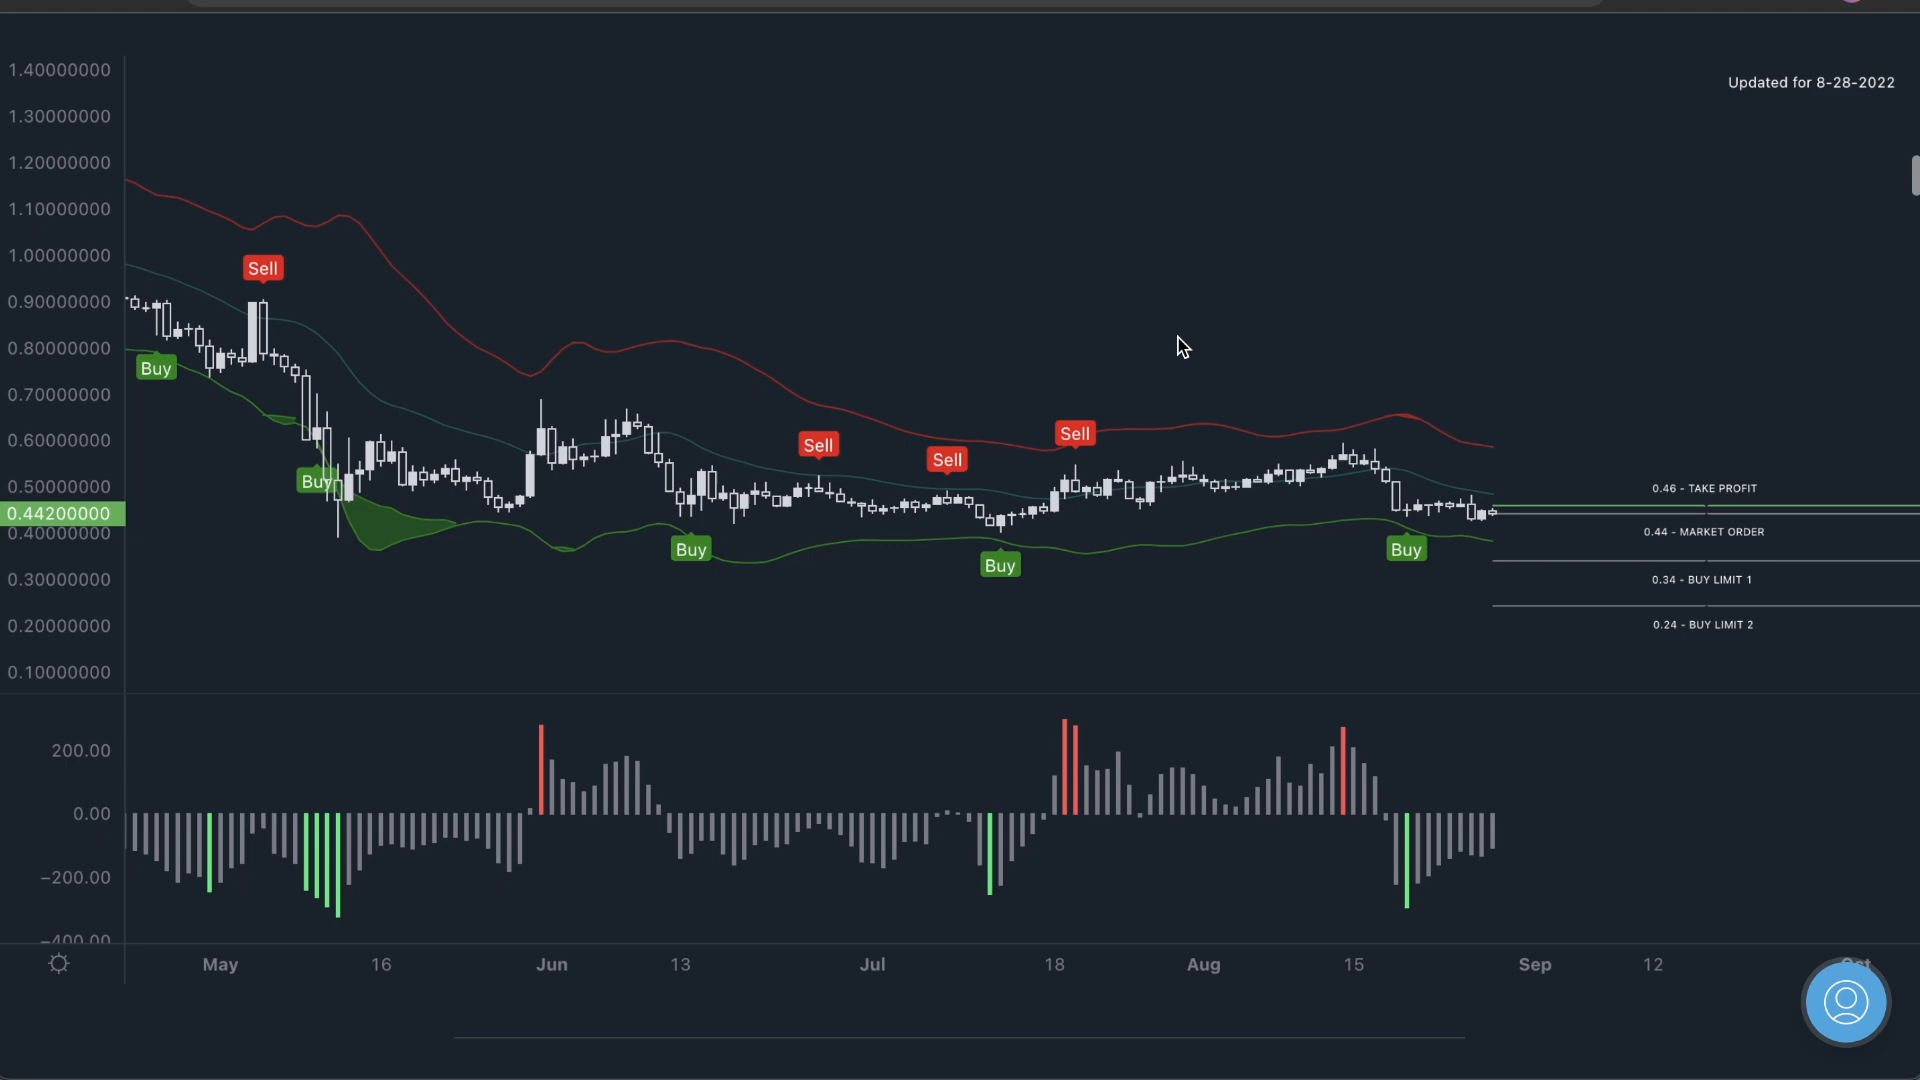 Updated for 8-28-2022
1.40000000
1.30000000
1.20000000
1.10000000
1.00000000
0.90000000
0.80000000
0.70000000
0.60000000
0.50000000
0.44200000
0.40000000
0.30000000
0.20000000
0.10000000
Sell
Buy
Buy
Sell
Sell
Sell
Buy
Buy
Buy
0.46 - TAKE PROFIT
0.44 - MARKET ORDER
0.34 - BUY LIMIT 1
0.24 - BUY LIMIT 2
200.00
0.00
−200.00
−400.00
May 16 Jun 13 Jul 18 Aug 15 Sep 12 Oct